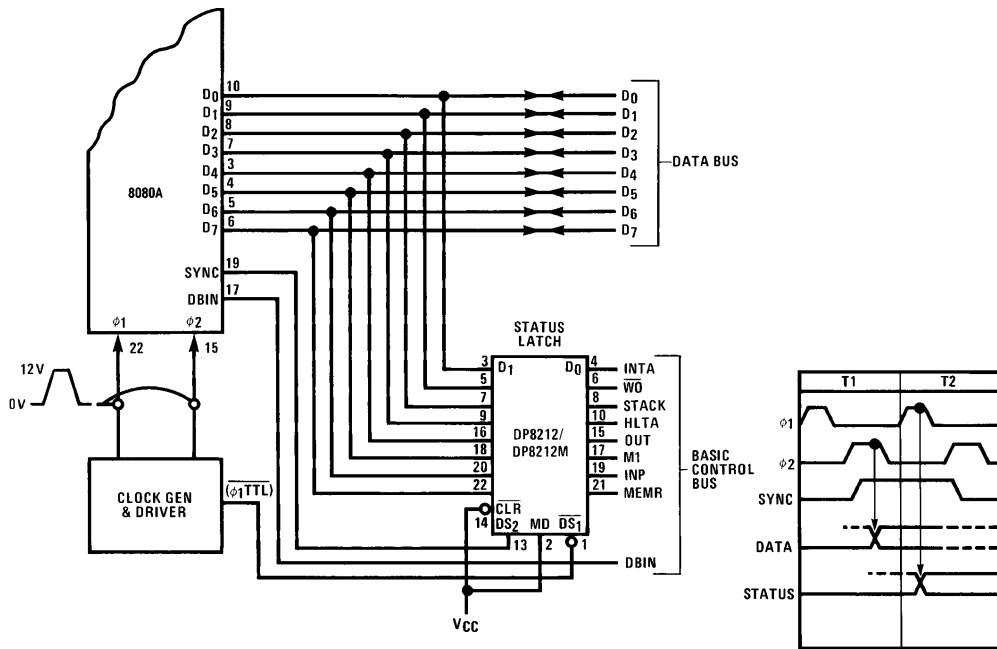 10
D0
9
D1
8
D2
7
D3
3
D4
4
D5
5
D6
6
D7
8080A
19
SYNC
17
DBIN
φ1
φ2
22
15
D0
D1
D2
D3
D4
D5
D6
D7
DATA BUS
12V
0V
CLOCK GEN
& DRIVER
(φ1TTL)
STATUS
LATCH
3
D1
D0
4
INTA
5
6
WO
7
8
STACK
9
10
HLTA
16
15
OUT
18
17
M1
20
19
INP
22
21
MEMR
DP8212/
DP8212M
CLR
14
DS2
MD
DS1
13
2
1
DBIN
VCC
BASIC
CONTROL
BUS
T1
T2
φ1
φ2
SYNC
DATA
STATUS